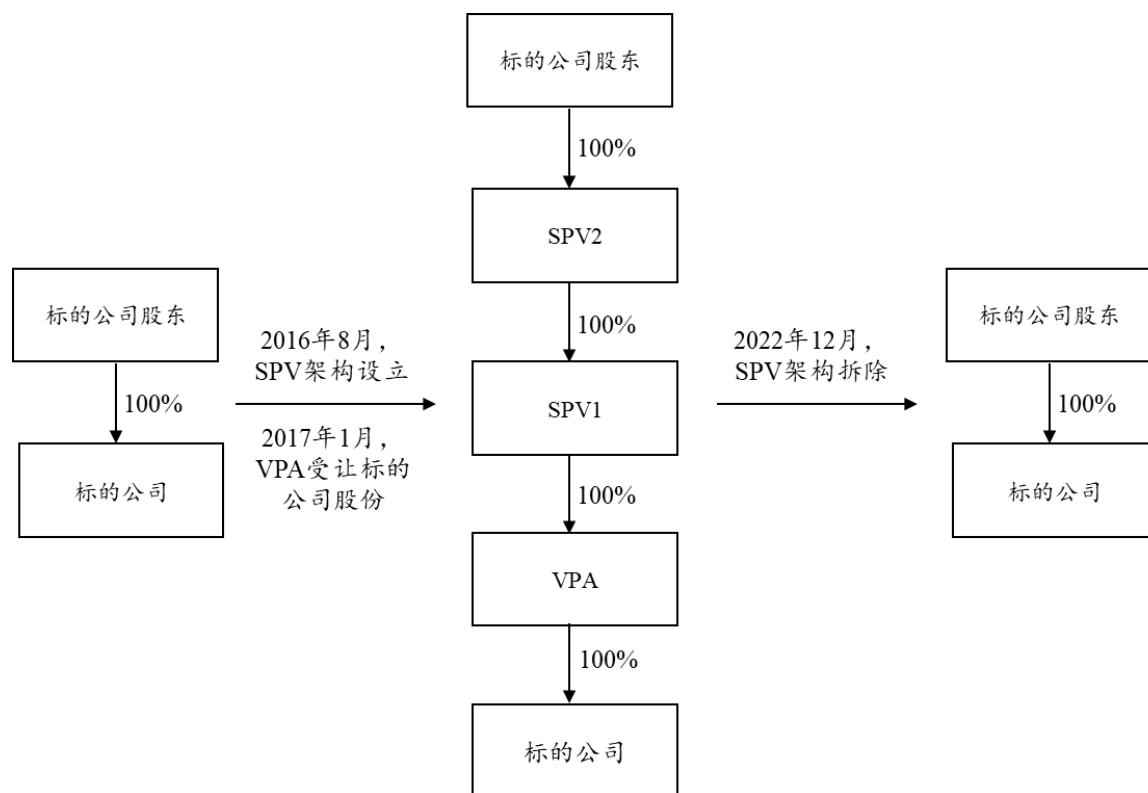 标的公司股东
100%
标的公司
2016年8月，
SPV架构设立
2017年1月，
VPA受让标的
公司股份
标的公司股东
100%
SPV2
100%
SPV1
100%
VPA
100%
标的公司
2022年12月，
SPV架构拆除
标的公司股东
100%
标的公司